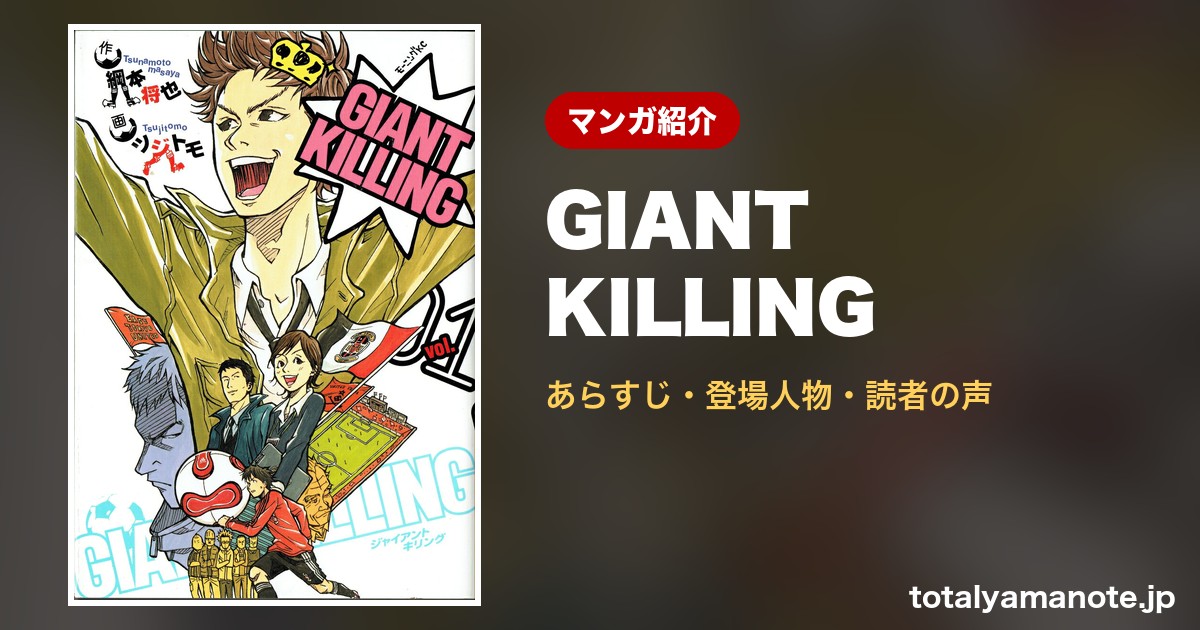 作
Tsunamoto
masaya
綱本
将也
画
Tsujitomo
ツジトモ
モーニングKC
GIANT
KILLING
01
vol.
GIANT KILLING
ジャイアント
キリング
マンガ紹介
GIANT
KILLING
あらすじ・登場人物・読者の声
totalyamanote.jp